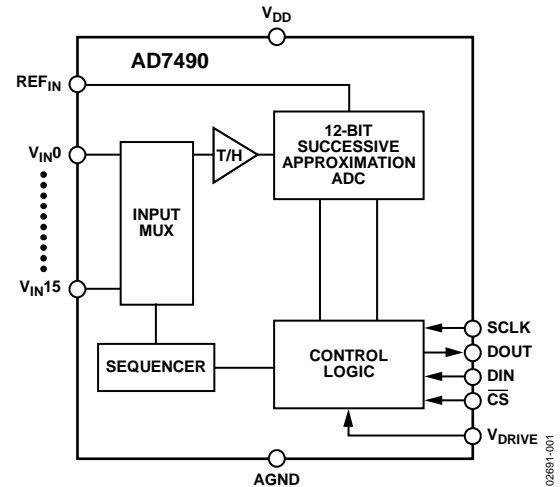 VDD
AD7490
REFIN
12-BIT
SUCCESSIVE
APPROXIMATION
ADC
T/H
VIN0
INPUT
MUX
VIN15
SEQUENCER
CONTROL
LOGIC
SCLK
DOUT
DIN
C̅S̅
VDRIVE
AGND
02691-001